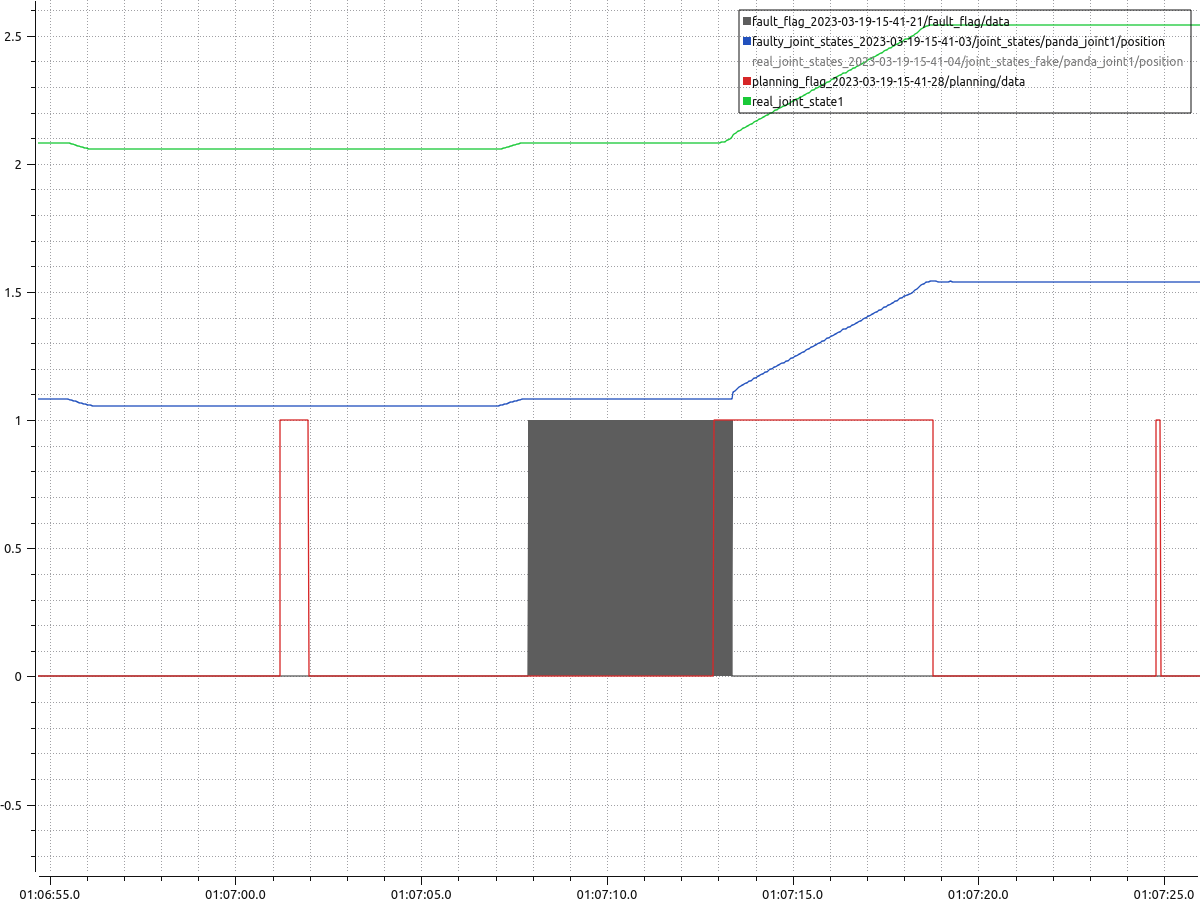 fault_flag_2023-03-19-15-41-21/fault_flag/data
faulty_joint_states_2023-03-19-15-41-03/joint_states/panda_joint1/position
real_joint_states_2023-03-19-15-41-04/joint_states_fake/panda_joint1/position
planning_flag_2023-03-19-15-41-28/planning/data
real_joint_state1
2.5
2
1.5
1
0.5
0
-0.5
01:06:55.0 01:07:00.0 01:07:05.0 01:07:10.0 01:07:15.0 01:07:20.0 01:07:25.0